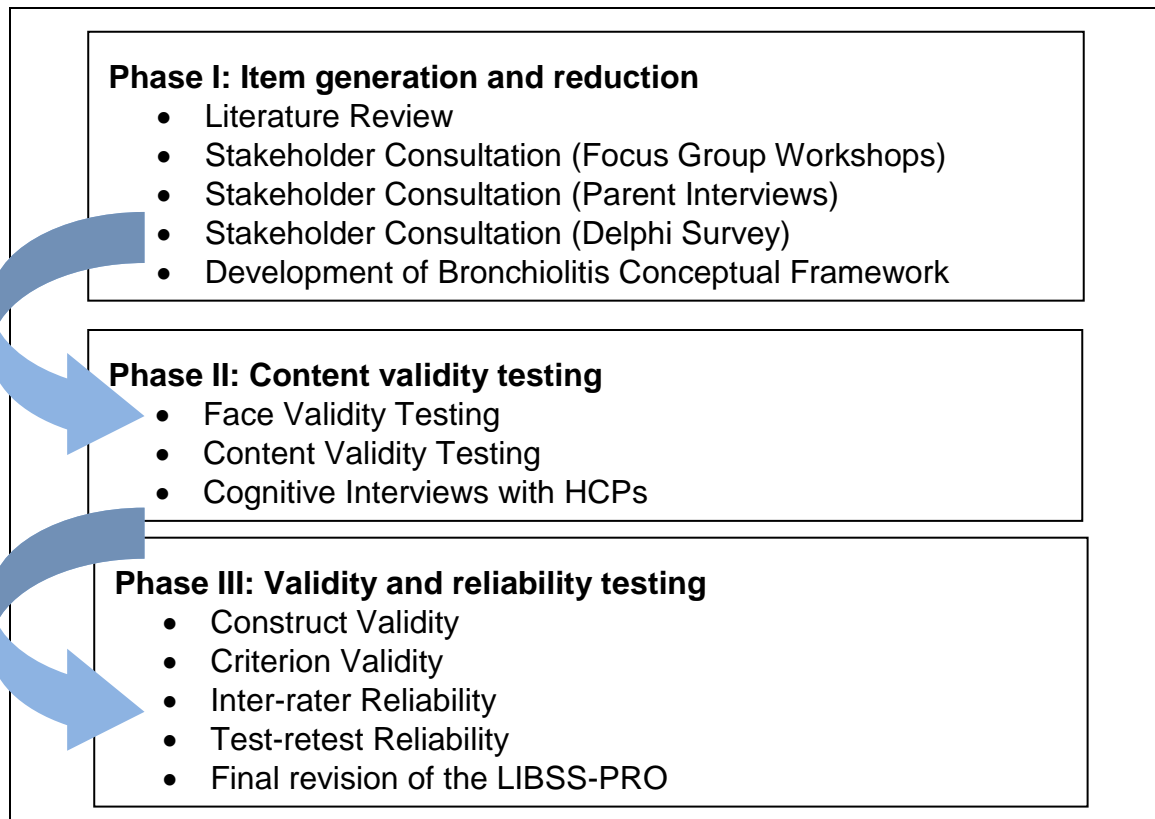 Phase I: Item generation and reduction
• Literature Review
• Stakeholder Consultation (Focus Group Workshops)
• Stakeholder Consultation (Parent Interviews)
• Stakeholder Consultation (Delphi Survey)
• Development of Bronchiolitis Conceptual Framework
Phase II: Content validity testing
• Face Validity Testing
• Content Validity Testing
• Cognitive Interviews with HCPs
Phase III: Validity and reliability testing
• Construct Validity
• Criterion Validity
• Inter-rater Reliability
• Test-retest Reliability
• Final revision of the LIBSS-PRO